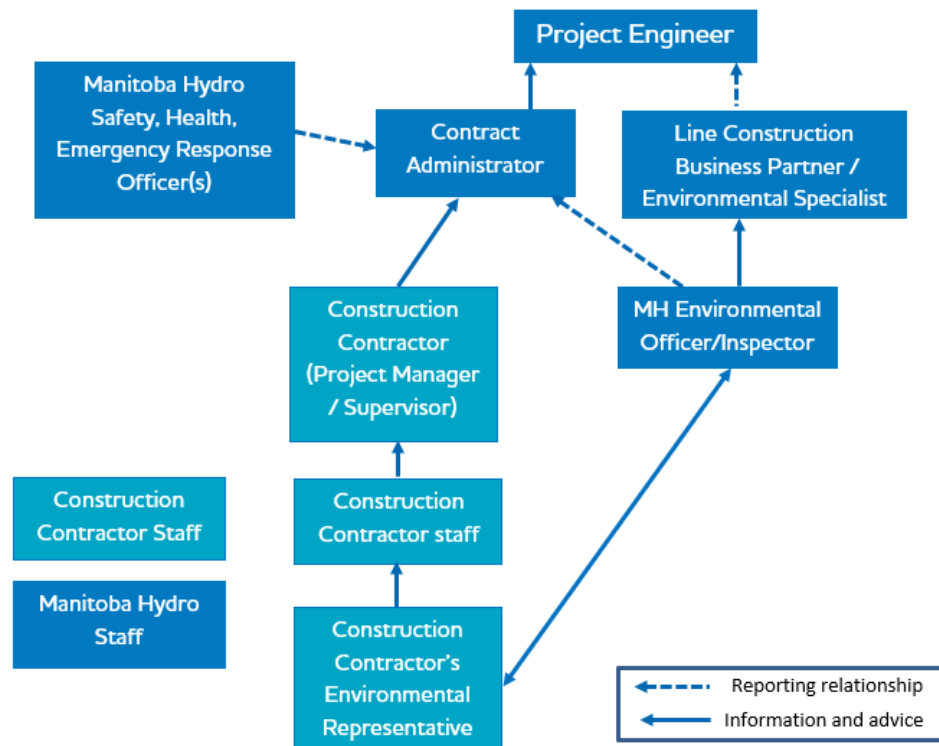 Project Engineer
Manitoba Hydro
Safety, Health,
Emergency Response
Officer(s)
Contract
Administrator
Line Construction
Business Partner /
Environmental Specialist
Construction
Contractor
(Project Manager
/ Supervisor)
MH Environmental
Officer/Inspector
Construction
Contractor Staff
Construction
Contractor staff
Manitoba Hydro
Staff
Construction
Contractor's
Environmental
Representative
Reporting relationship
Information and advice